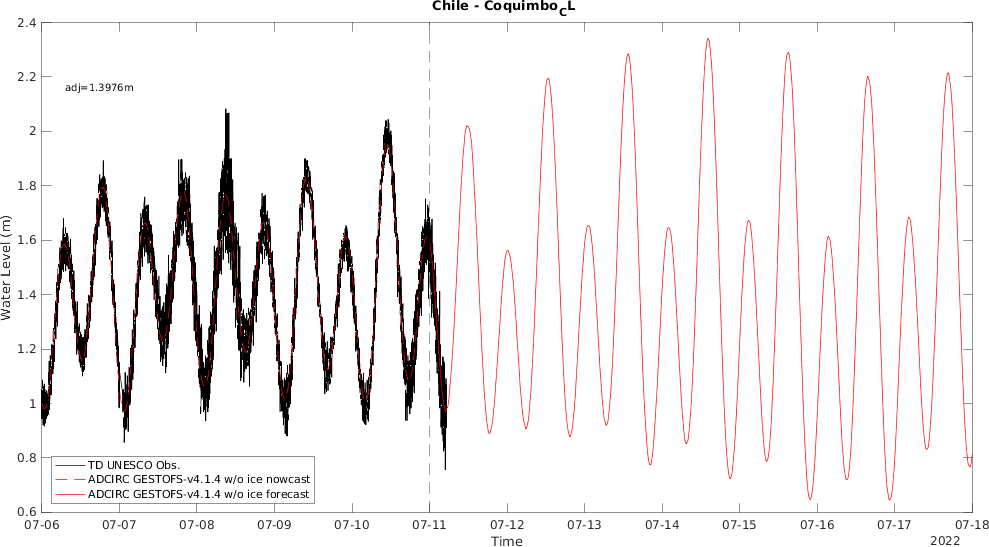 Chile - Coquimbo_CL
2.4
2.2
2
1.8
1.6
1.4
1.2
1
0.8
0.6
Water Level (m)
adj=1.3976m
TD UNESCO Obs.
ADCIRC GESTOFS-v4.1.4 w/o ice nowcast
ADCIRC GESTOFS-v4.1.4 w/o ice forecast
07-06 07-07 07-08 07-09 07-10 07-11 07-12 07-13 07-14 07-15 07-16 07-17 07-18
Time
2022